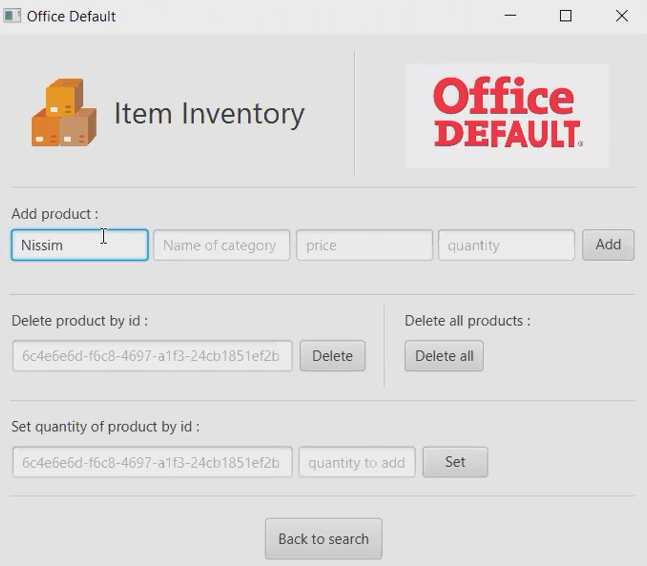 Office Default
Item Inventory
Office
DEFAULT®
Add product :
Nissim Name of category price quantity Add
Delete product by id : Delete all products :
6c4e6e6d-f6c8-4697-a1f3-24cb1851ef2b Delete Delete all
Set quantity of product by id :
6c4e6e6d-f6c8-4697-a1f3-24cb1851ef2b quantity to add Set
Back to search